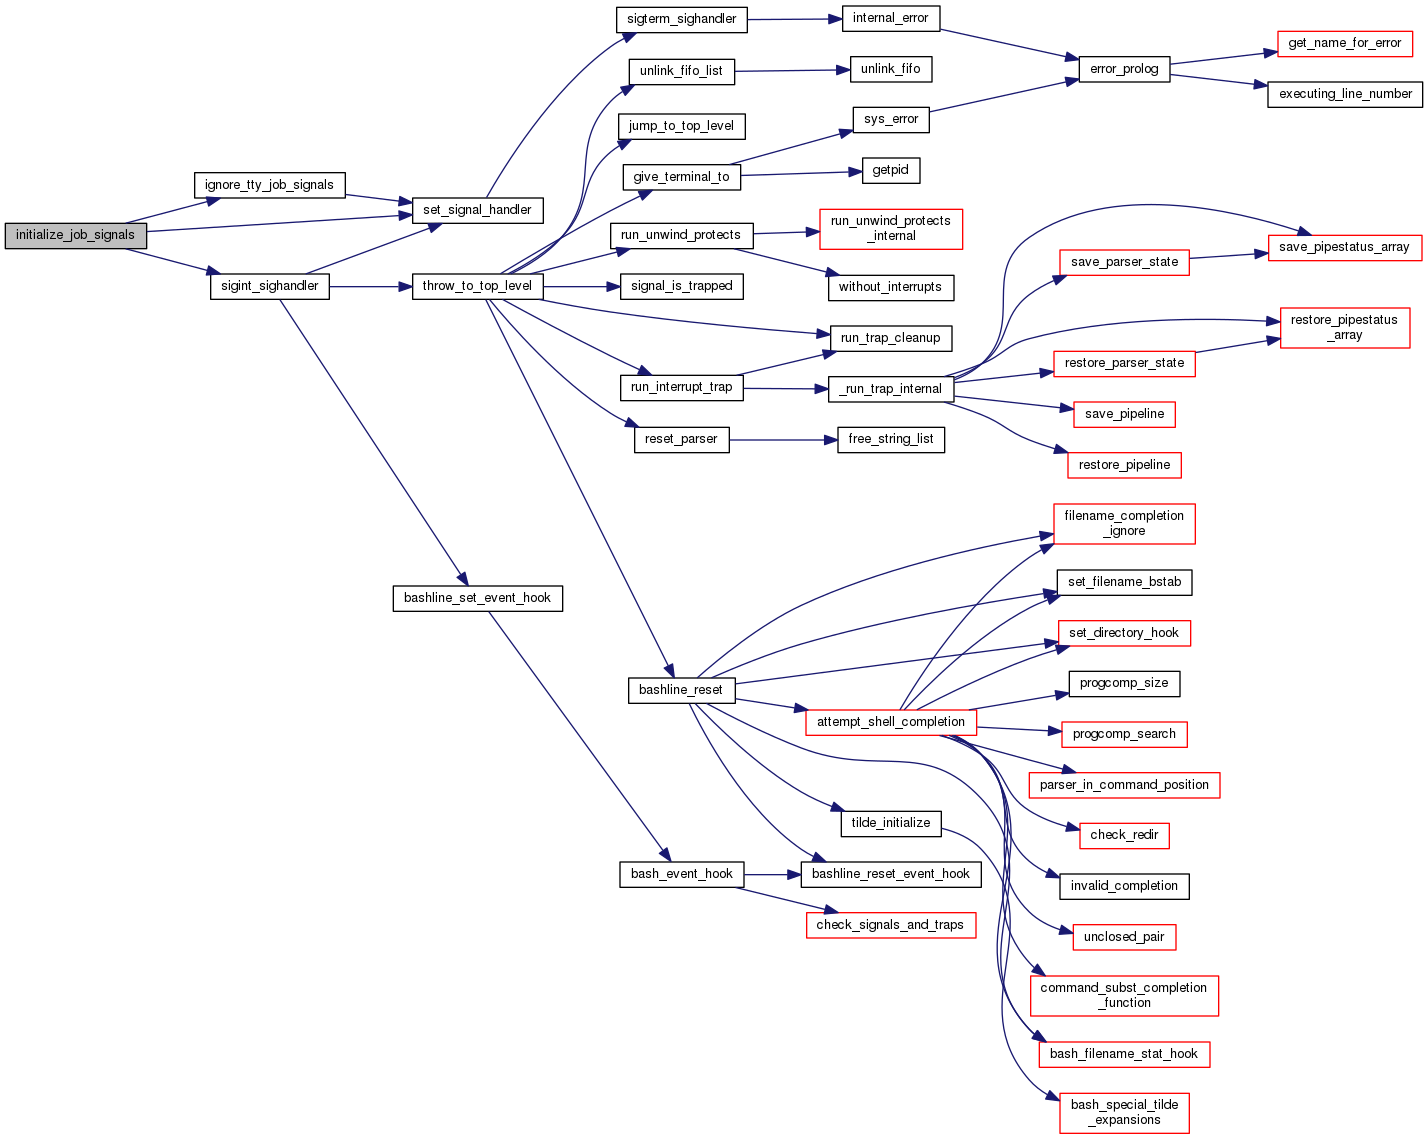 sigterm_sighandler
internal_error
get_name_for_error
unlink_fifo_list
unlink_fifo
error_prolog
executing_line_number
jump_to_top_level
sys_error
ignore_tty_job_signals
give_terminal_to
getpid
set_signal_handler
initialize_job_signals
run_unwind_protects
run_unwind_protects
_internal
save_parser_state
save_pipestatus_array
sigint_sighandler
throw_to_top_level
signal_is_trapped
without_interrupts
run_trap_cleanup
restore_pipestatus
_array
restore_parser_state
run_interrupt_trap
_run_trap_internal
save_pipeline
reset_parser
free_string_list
restore_pipeline
filename_completion
_ignore
set_filename_bstab
bashline_set_event_hook
set_directory_hook
bashline_reset
progcomp_size
attempt_shell_completion
progcomp_search
parser_in_command_position
tilde_initialize
check_redir
bash_event_hook
bashline_reset_event_hook
invalid_completion
check_signals_and_traps
unclosed_pair
command_subst_completion
_function
bash_filename_stat_hook
bash_special_tilde
_expansions